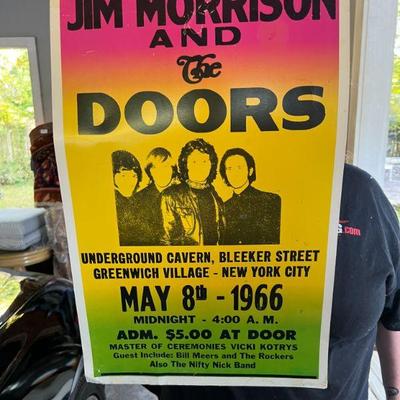 JIM MORRISON
AND
The
DOORS
UNDERGROUND CAVERN, BLEEKER STREET
GREENWICH VILLAGE - NEW YORK CITY
MAY 8th - 1966
MIDNIGHT - 4:00 A. M.
ADM. $5.00 AT DOOR
MASTER OF CEREMONIES VICKI KOTRYS
Guest Include: Bill Meers and The Rockers
Also The Nifty Nick Band
.com